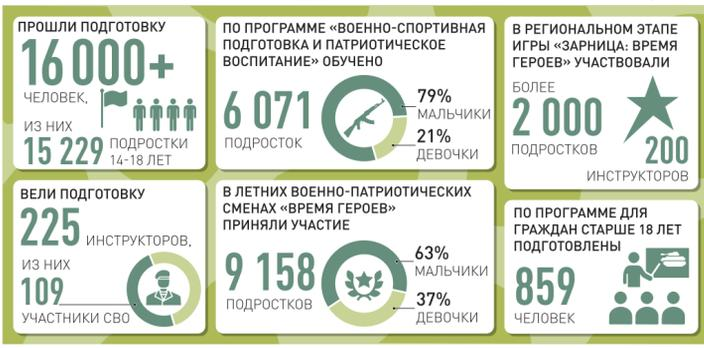 ПРОШЛИ ПОДГОТОВКУ
16 000+
ЧЕЛОВЕК,
ИЗ НИХ
15 229 ПОДРОСТКИ
14-18 ЛЕТ
ПО ПРОГРАММЕ «ВОЕННО-СПОРТИВНАЯ
ПОДГОТОВКА И ПАТРИОТИЧЕСКОЕ
ВОСПИТАНИЕ» ОБУЧЕНО
6 071
ПОДРОСТОК
79%
МАЛЬЧИКИ
21%
ДЕВОЧКИ
В РЕГИОНАЛЬНОМ ЭТАПЕ
ИГРЫ «ЗАРНИЦА: ВРЕМЯ
ГЕРОЕВ» УЧАСТВОВАЛИ
БОЛЕЕ
2 000
ПОДРОСТКОВ
200
ИНСТРУКТОРОВ
ВЕЛИ ПОДГОТОВКУ
225 ИНСТРУКТОРОВ,
ИЗ НИХ
109
УЧАСТНИКИ СВО
В ЛЕТНИХ ВОЕННО-ПАТРИОТИЧЕСКИХ
СМЕНАХ «ВРЕМЯ ГЕРОЕВ»
ПРИНЯЛИ УЧАСТИЕ
9 158
ПОДРОСТКОВ
63%
МАЛЬЧИКИ
37%
ДЕВОЧКИ
ПО ПРОГРАММЕ ДЛЯ
ГРАЖДАН СТАРШЕ 18 ЛЕТ
ПОДГОТОВЛЕНЫ
859
ЧЕЛОВЕК